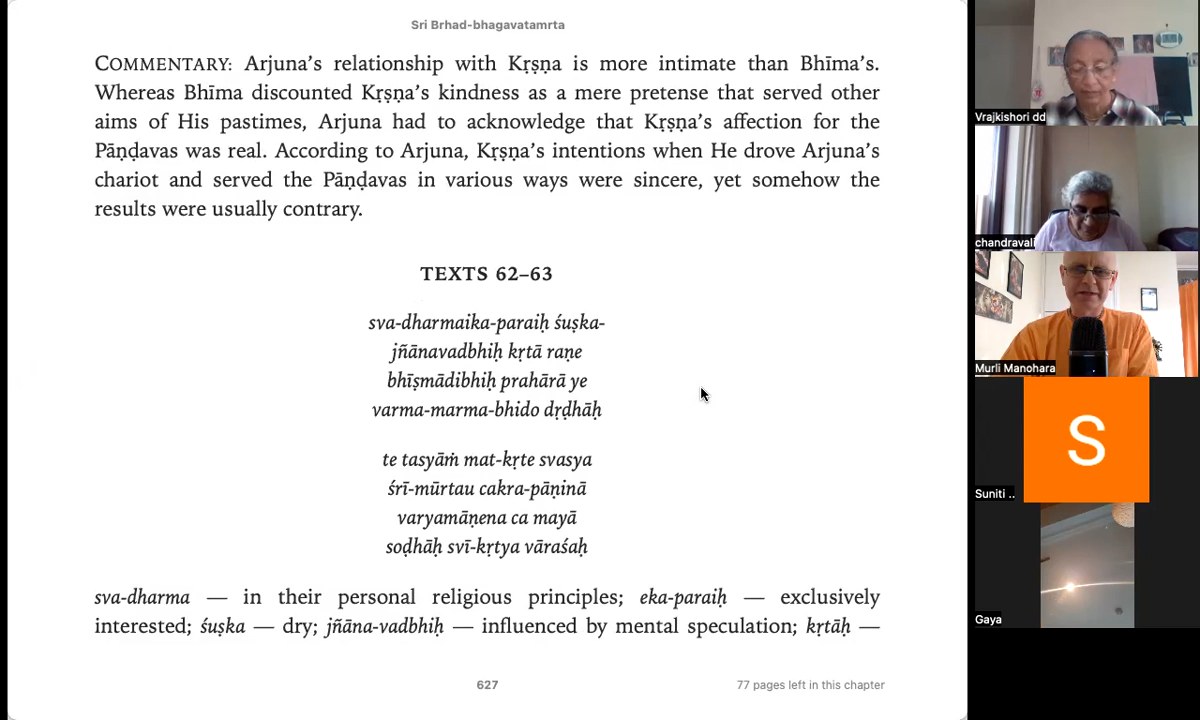 Sri Brhad-bhagavatamrta
COMMENTARY: Arjuna’s relationship with Kṛṣṇa is more intimate than Bhīma’s.
Whereas Bhīma discounted Kṛṣṇa’s kindness as a mere pretense that served other
aims of His pastimes, Arjuna had to acknowledge that Kṛṣṇa’s affection for the
Pāṇḍavas was real. According to Arjuna, Kṛṣṇa’s intentions when He drove Arjuna’s
chariot and served the Pāṇḍavas in various ways were sincere, yet somehow the
results were usually contrary.
TEXTS 62–63
sva-dharmaika-paraiḥ śuṣka-
jñānavadbhiḥ kṛtā raṇe
bhīṣmādibhiḥ prahārā ye
varma-marma-bhido dṛḍhāḥ
te tasyāṁ mat-kṛte svasya
śrī-mūrtau cakra-pāṇinā
varyamāṇena ca mayā
soḍhāḥ svī-kṛtya vāraśaḥ
sva-dharma — in their personal religious principles; eka-paraiḥ — exclusively
interested; śuṣka — dry; jñāna-vadbhiḥ — influenced by mental speculation; kṛtāḥ —
627
77 pages left in this chapter
Vrajkishori dd
chandravali
Murli Manohara
S
Suniti ..
Gaya